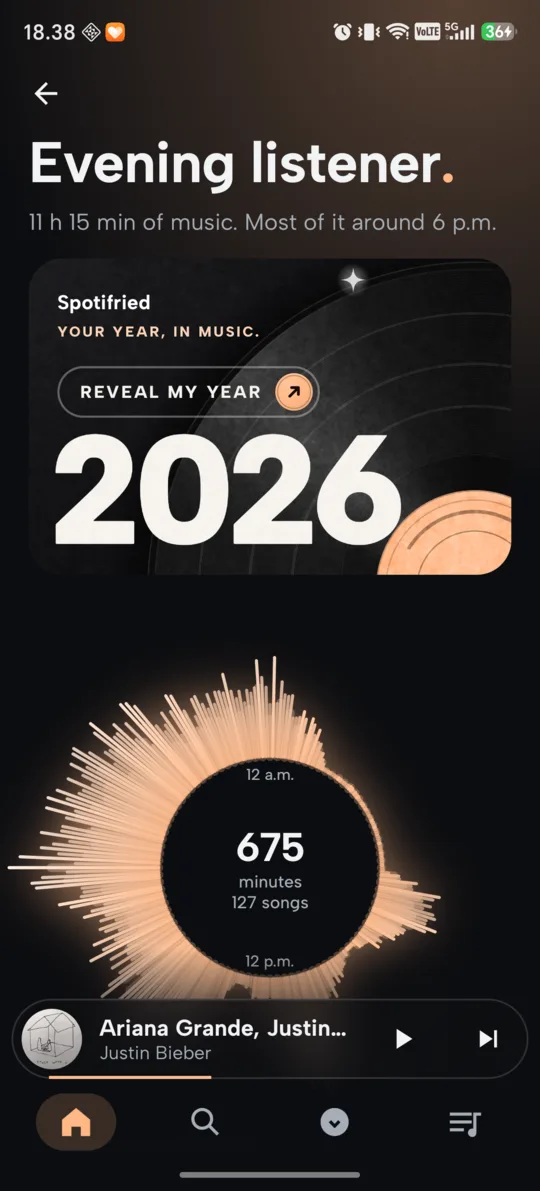 18.38
VoLTE
5G
36
Evening listener.
11 h 15 min of music. Most of it around 6 p.m.
Spotifried
YOUR YEAR, IN MUSIC.
REVEAL MY YEAR
2026
12 a.m.
675
minutes
127 songs
12 p.m.
Ariana Grande, Justin...
Justin Bieber